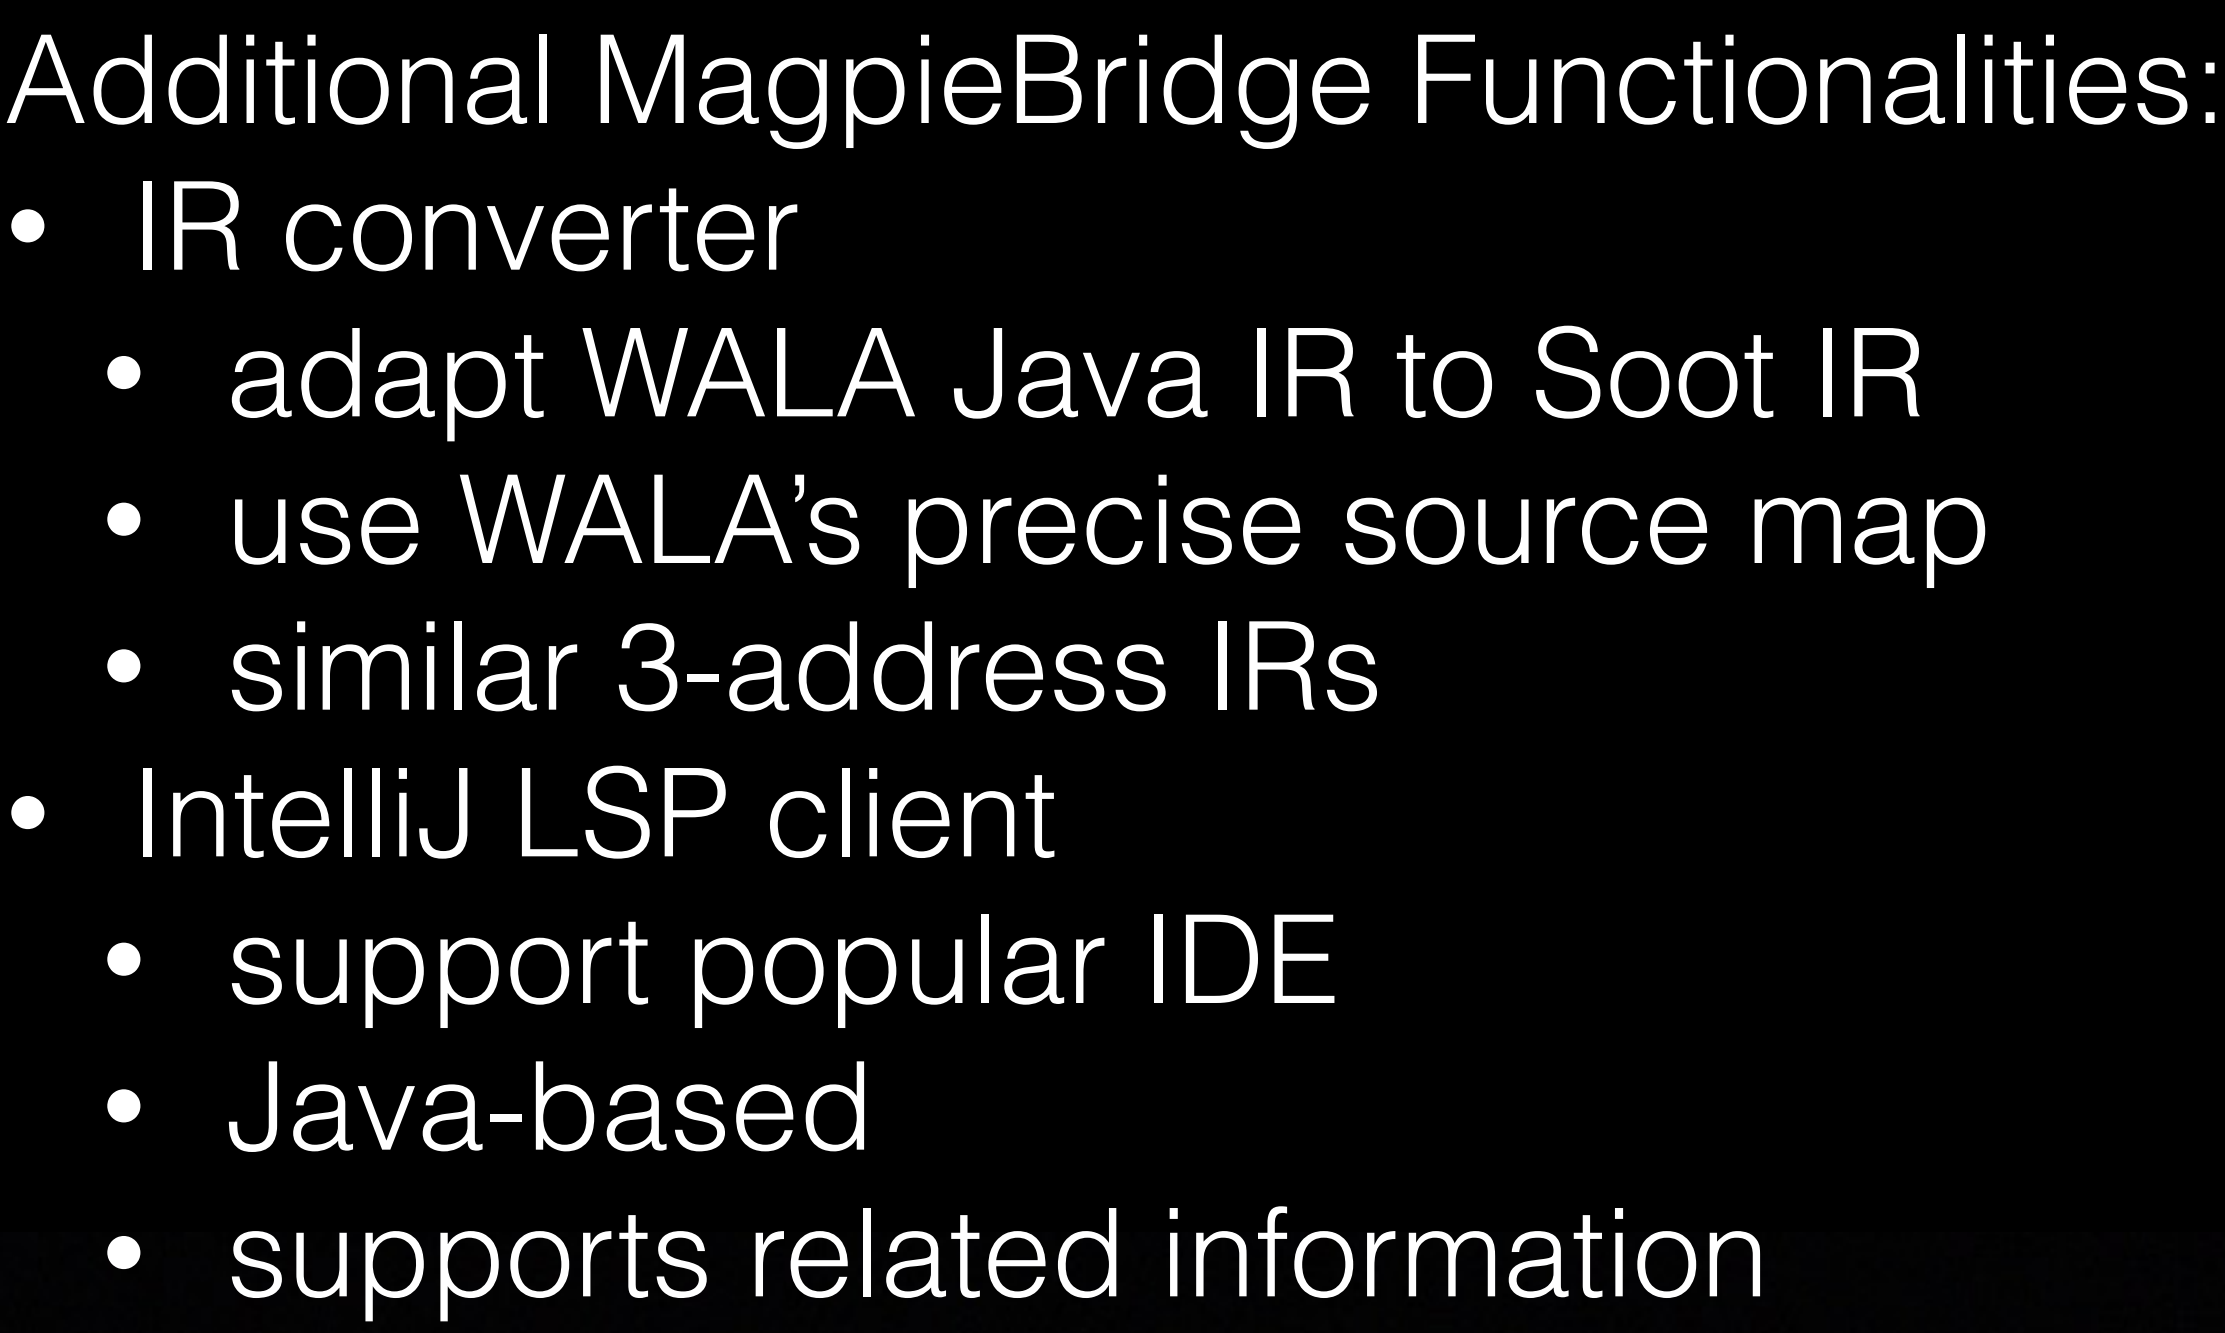 Additional MagpieBridge Functionalities:
• IR converter
• adapt WALA Java IR to Soot IR
• use WALA’s precise source map
• similar 3-address IRs
• IntelliJ LSP client
• support popular IDE
• Java-based
• supports related information